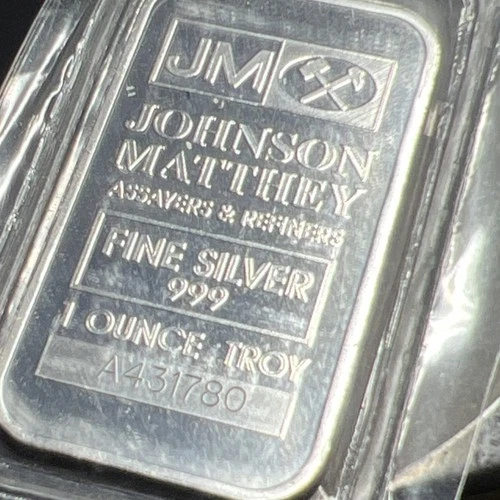 JM
JOHNSON
MATTHEY
ASSAYERS & REFINERS
FINE SILVER
999
1 OUNCE TROY
A431780